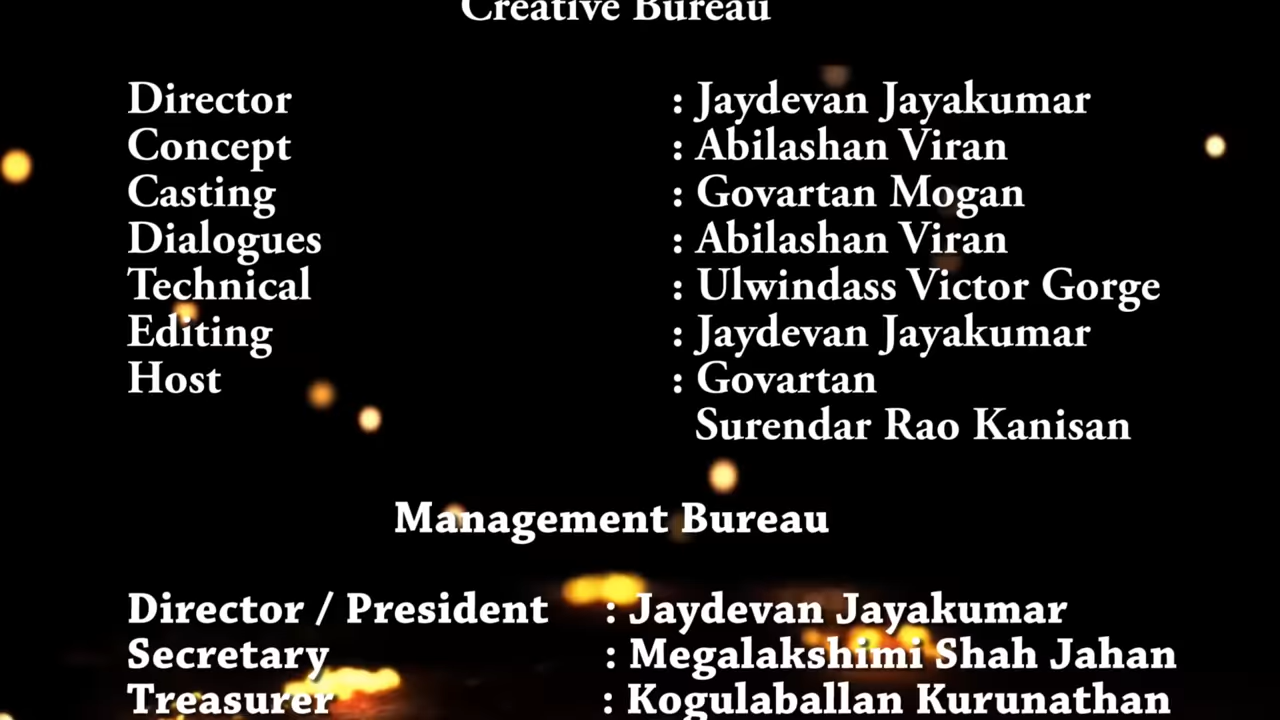 Creative Bureau
Director : Jaydevan Jayakumar
Concept : Abilashan Viran
Casting : Govartan Mogan
Dialogues : Abilashan Viran
Technical : Ulwindass Victor Gorge
Editing : Jaydevan Jayakumar
Host : Govartan
Surendar Rao Kanisan
Management Bureau
Director / President : Jaydevan Jayakumar
Secretary : Megalakshimi Shah Jahan
Treasurer : Kogulaballan Kurunathan